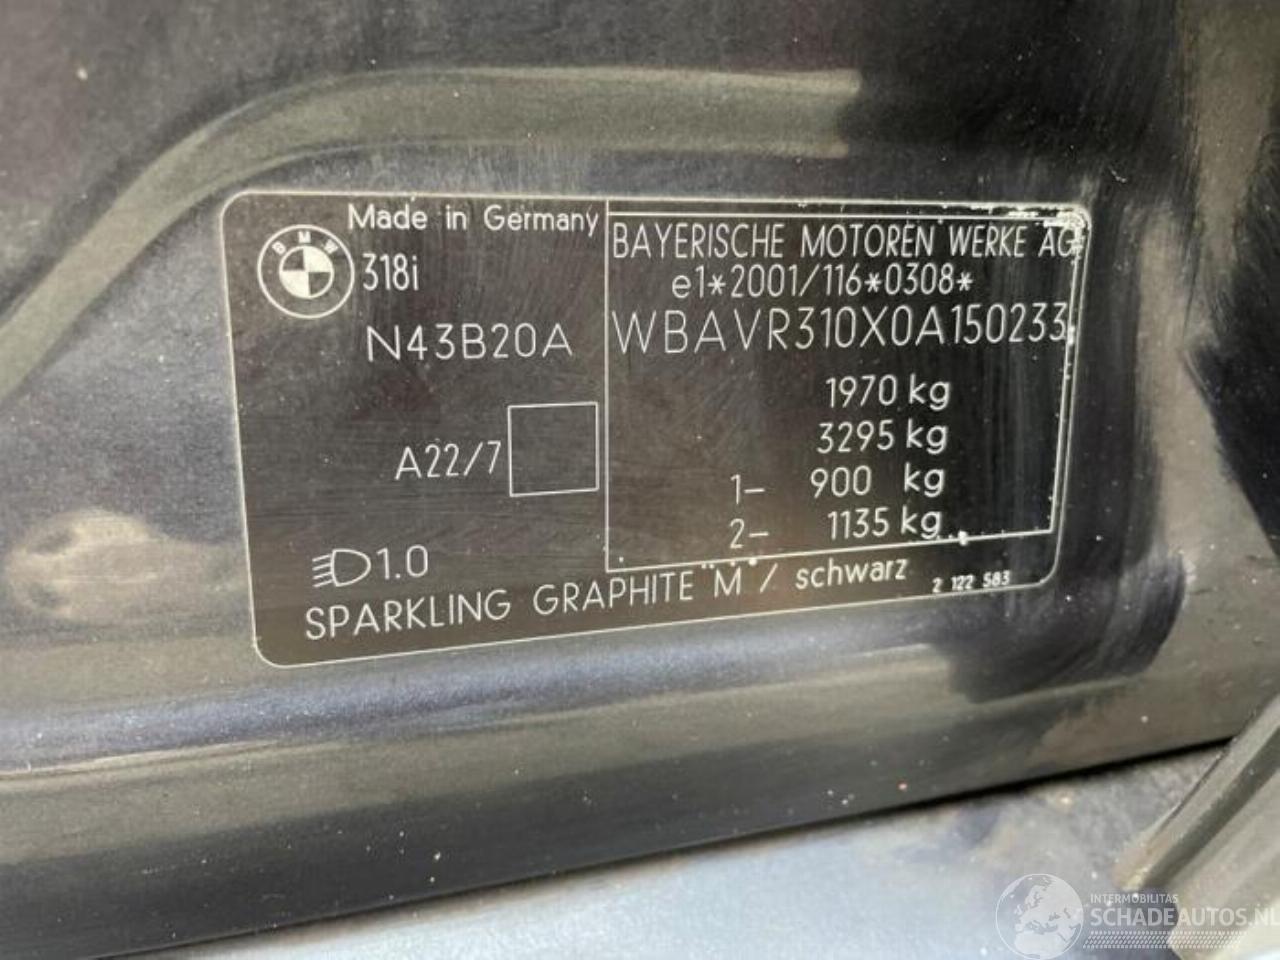 Made in Germany
BMW
318i
N43B20A
A22/7
1.0
BAYERISCHE MOTOREN WERKE AG
e1*2001/116*0308*
WBAVR310X0A150233
1970 kg
3295 kg
1- 900 kg
2- 1135 kg
SPARKLING GRAPHITE "M" / schwarz
2 122 583
INTERMOBILITAS
SCHADEAUTOS.NL